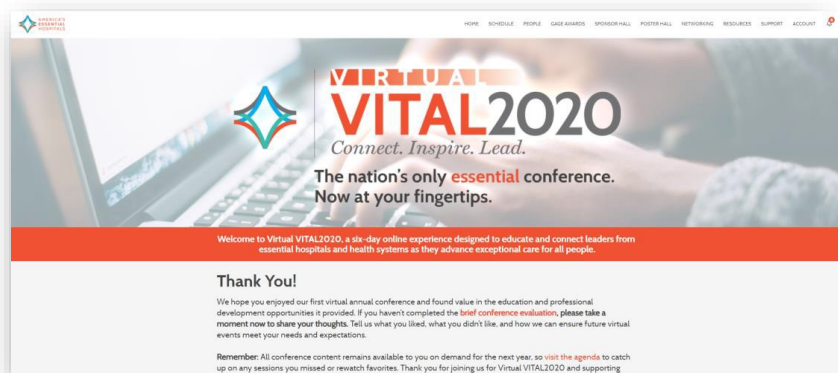 AMERICA'S
ESSENTIAL
HOSPITALS
HOME SCHEDULE PEOPLE GAGE AWARDS SPONSOR HALL POSTER HALL NETWORKING RESOURCES SUPPORT ACCOUNT
VIRTUAL
VITAL2020
Connect. Inspire. Lead.
The nation's only essential conference.
Now at your fingertips.
Welcome to Virtual VITAL2020, a six-day online experience designed to educate and connect leaders from
essential hospitals and health systems as they advance exceptional care for all people.
Thank You!
We hope you enjoyed our first virtual annual conference and found value in the education and professional
development opportunities it provided. If you haven't completed the brief conference evaluation, please take a
moment now to share your thoughts. Tell us what you liked, what you didn't like, and how we can ensure future virtual
events meet your needs and expectations.
Remember: All conference content remains available to you on demand for the next year, so visit the agenda to catch
up on any sessions you missed or rewatch favorites. Thank you for joining us for Virtual VITAL2020 and supporting